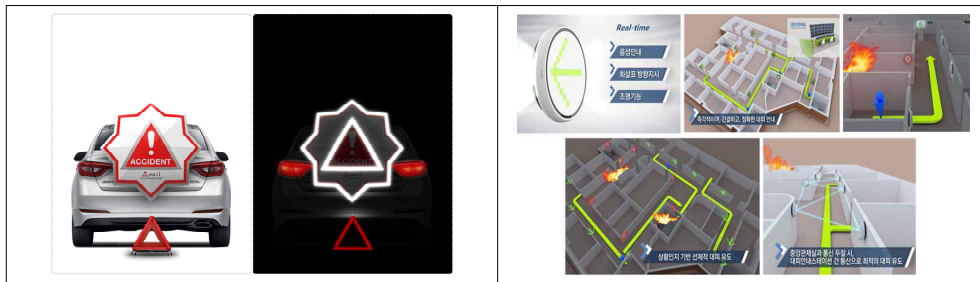 ACCIDENT
ACCIDENT
Real-time
음성안내
화살표 방향지시
조명기능
즉각적이며, 간결하고, 정확한 대피 안내
상황인지 기반 선제적 대피 유도
중앙관제실과 통신 두절 시,
대피안내스테이션 간 통신으로 최적의 대피 유도